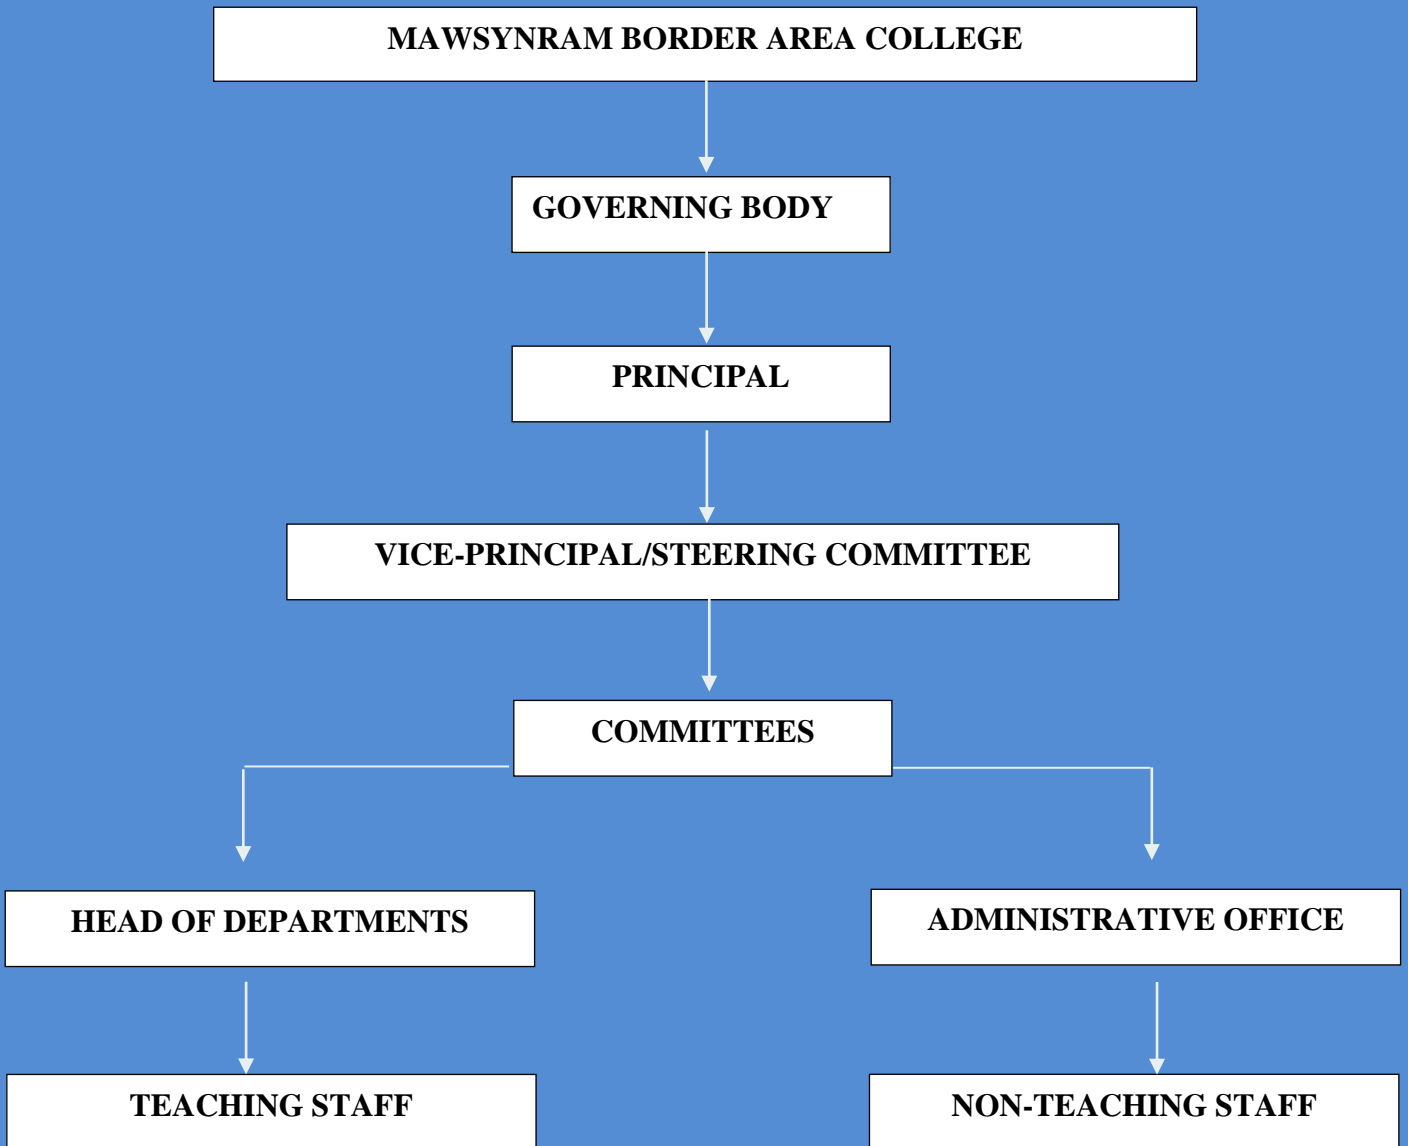 MAWSYNRAM BORDER AREA COLLEGE
GOVERNING BODY
PRINCIPAL
VICE-PRINCIPAL/STEERING COMMITTEE
COMMITTEES
HEAD OF DEPARTMENTS
ADMINISTRATIVE OFFICE
TEACHING STAFF
NON-TEACHING STAFF